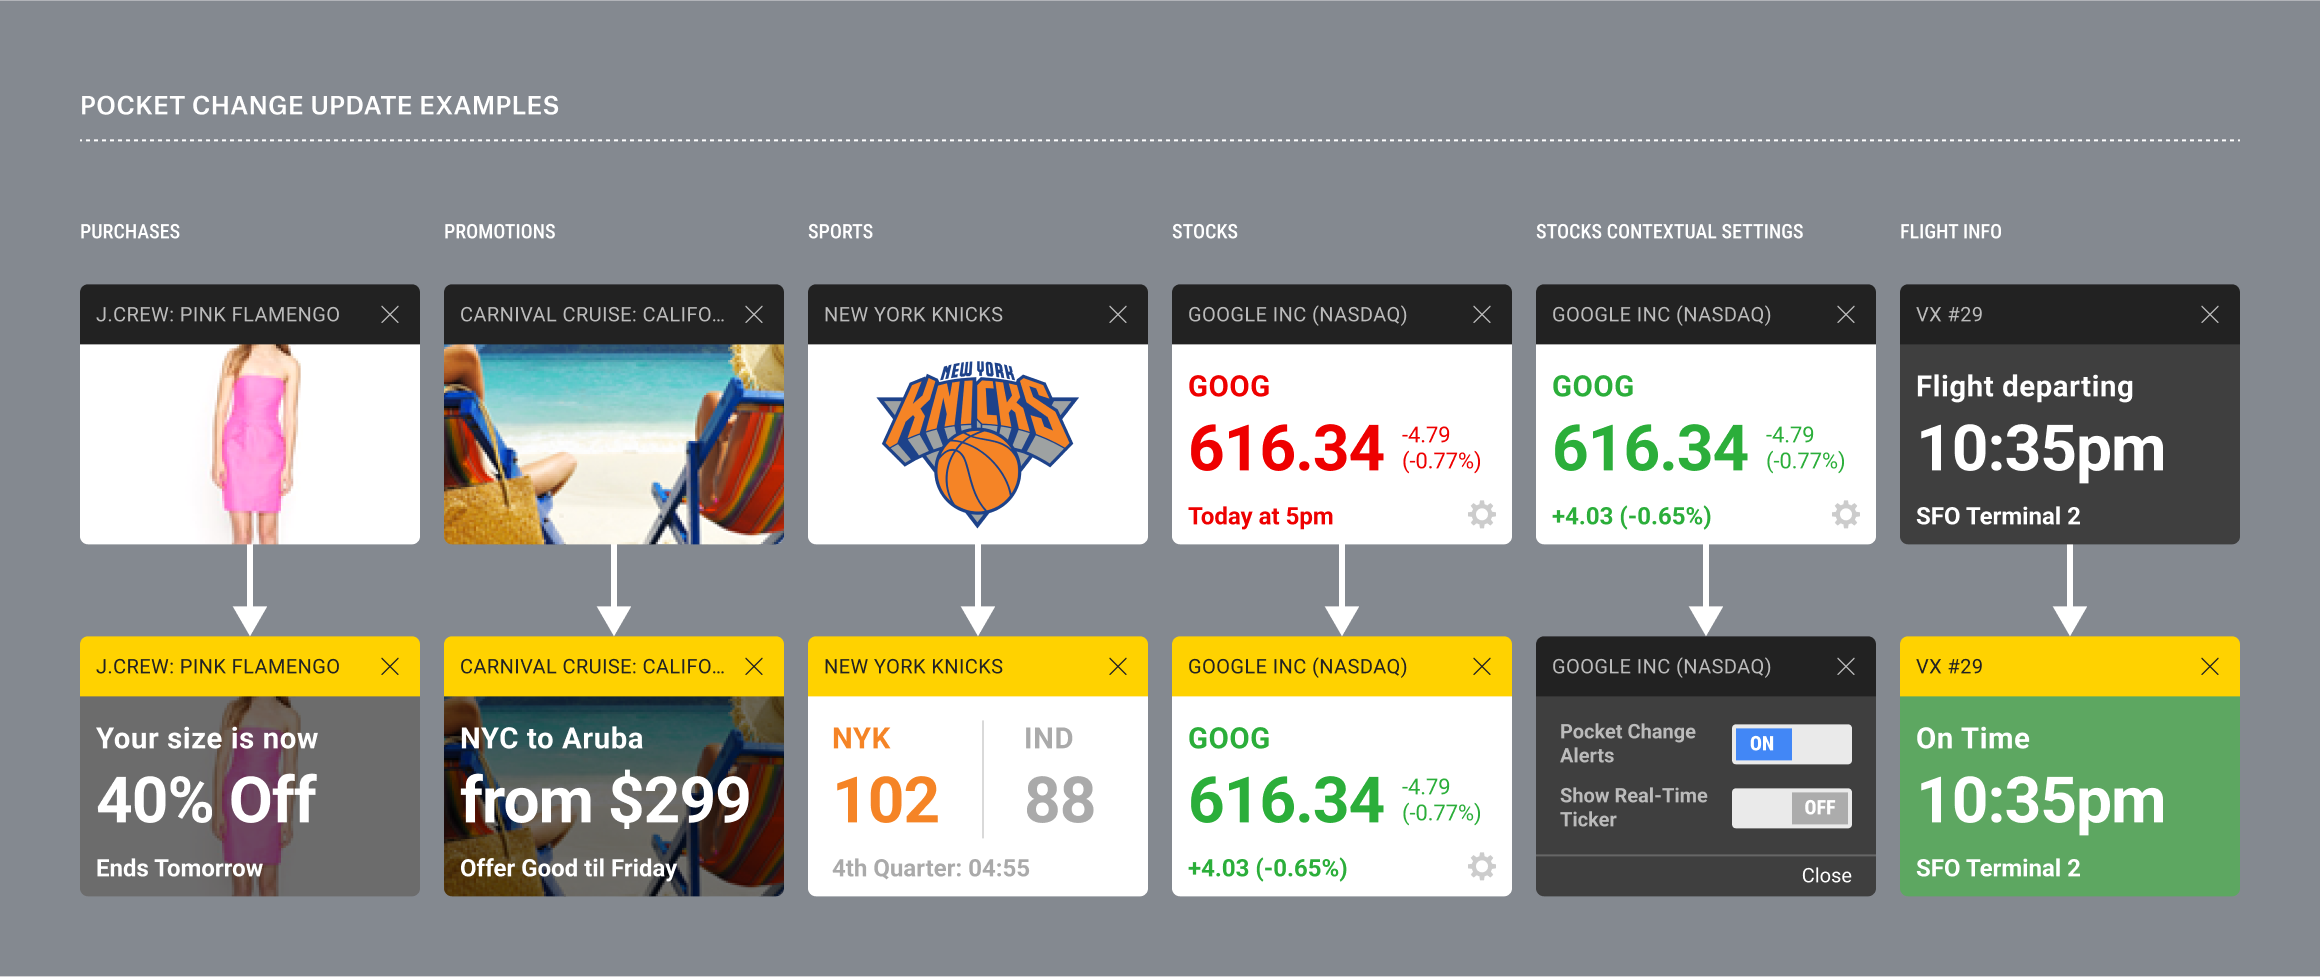 POCKET CHANGE UPDATE EXAMPLES
PURCHASES
PROMOTIONS
SPORTS
STOCKS
STOCKS CONTEXTUAL SETTINGS
FLIGHT INFO
J.CREW: PINK FLAMENGO
CARNIVAL CRUISE: CALIFO...
NEW YORK KNICKS
NEW YORK
KNICKS
GOOGLE INC (NASDAQ)
GOOG
616.34
-4.79
(-0.77%)
Today at 5pm
GOOGLE INC (NASDAQ)
GOOG
616.34
-4.79
(-0.77%)
+4.03 (-0.65%)
VX #29
Flight departing
10:35pm
SFO Terminal 2
J.CREW: PINK FLAMENGO
Your size is now
40% Off
Ends Tomorrow
CARNIVAL CRUISE: CALIFO...
NYC to Aruba
from $299
Offer Good til Friday
NEW YORK KNICKS
NYK
102
IND
88
4th Quarter: 04:55
GOOGLE INC (NASDAQ)
GOOG
616.34
-4.79
(-0.77%)
+4.03 (-0.65%)
GOOGLE INC (NASDAQ)
Pocket Change
Alerts
ON
Show Real-Time
Ticker
OFF
Close
VX #29
On Time
10:35pm
SFO Terminal 2